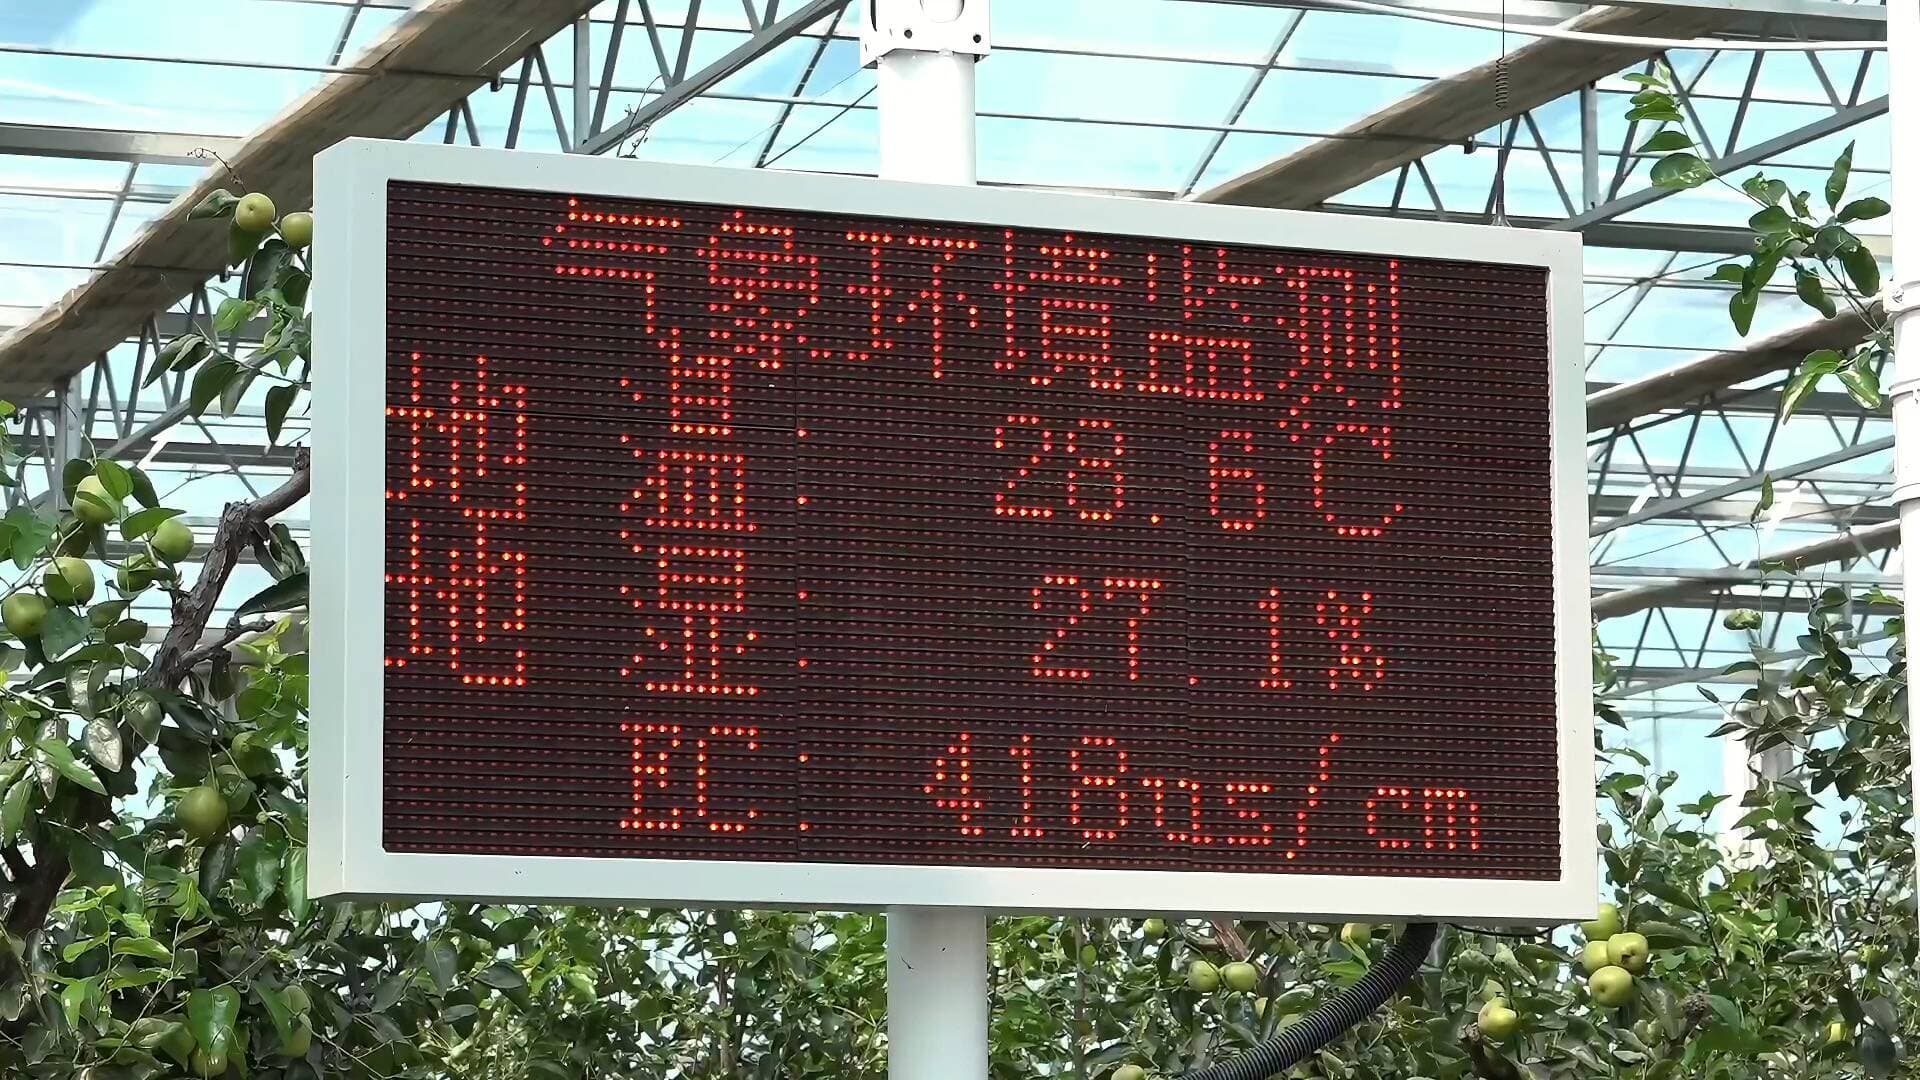 气象环境监测
地温: 28.6℃
地湿: 27.1%
EC: 418us/cm